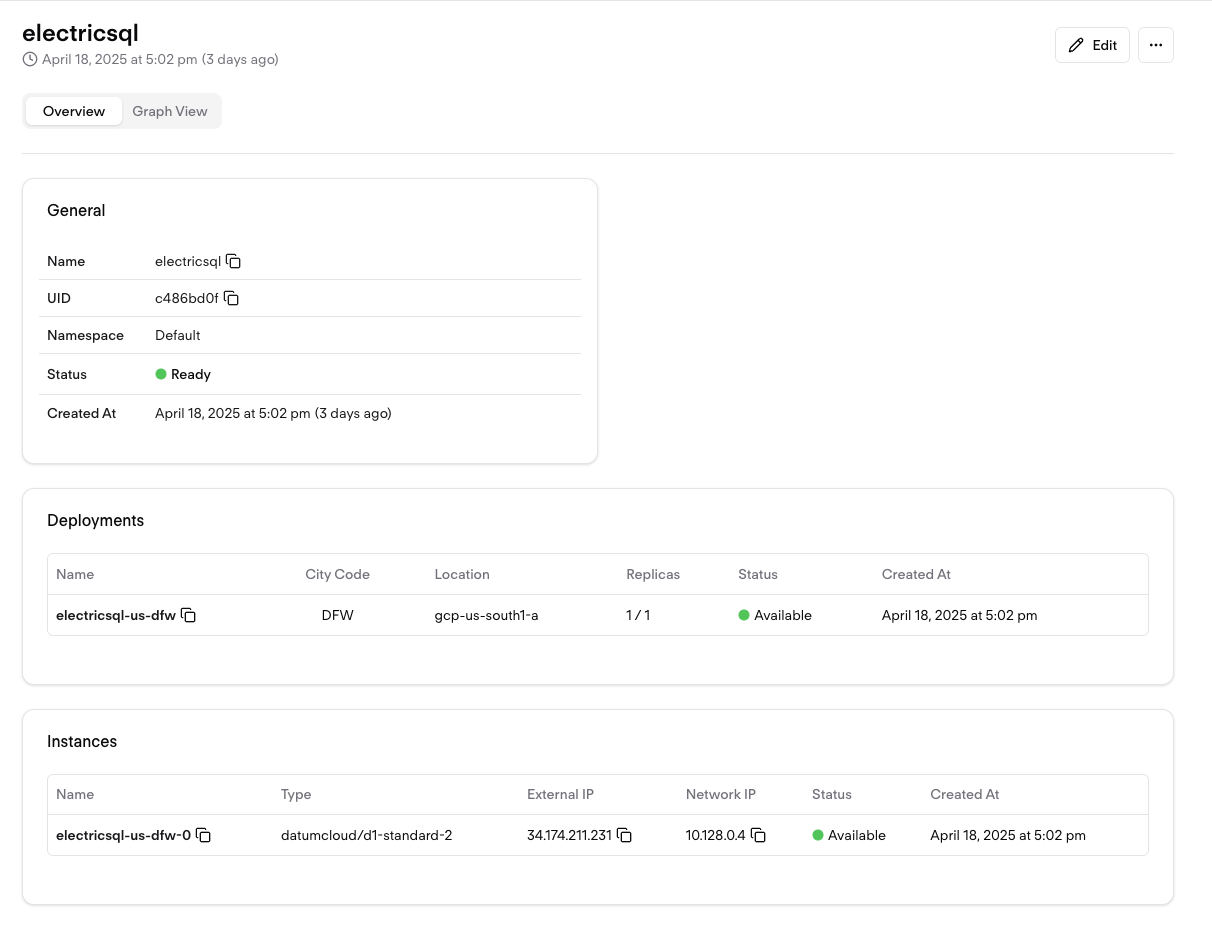 electricsql
April 18, 2025 at 5:02 pm (3 days ago)
Edit
Overview Graph View
General
Name electricsql
UID c486bd0f
Namespace Default
Status Ready
Created At April 18, 2025 at 5:02 pm (3 days ago)
Deployments
Name City Code Location Replicas Status Created At
electricsql-us-dfw DFW gcp-us-south1-a 1 / 1 Available April 18, 2025 at 5:02 pm
Instances
Name Type External IP Network IP Status Created At
electricsql-us-dfw-0 datumcloud/d1-standard-2 34.174.211.231 10.128.0.4 Available April 18, 2025 at 5:02 pm